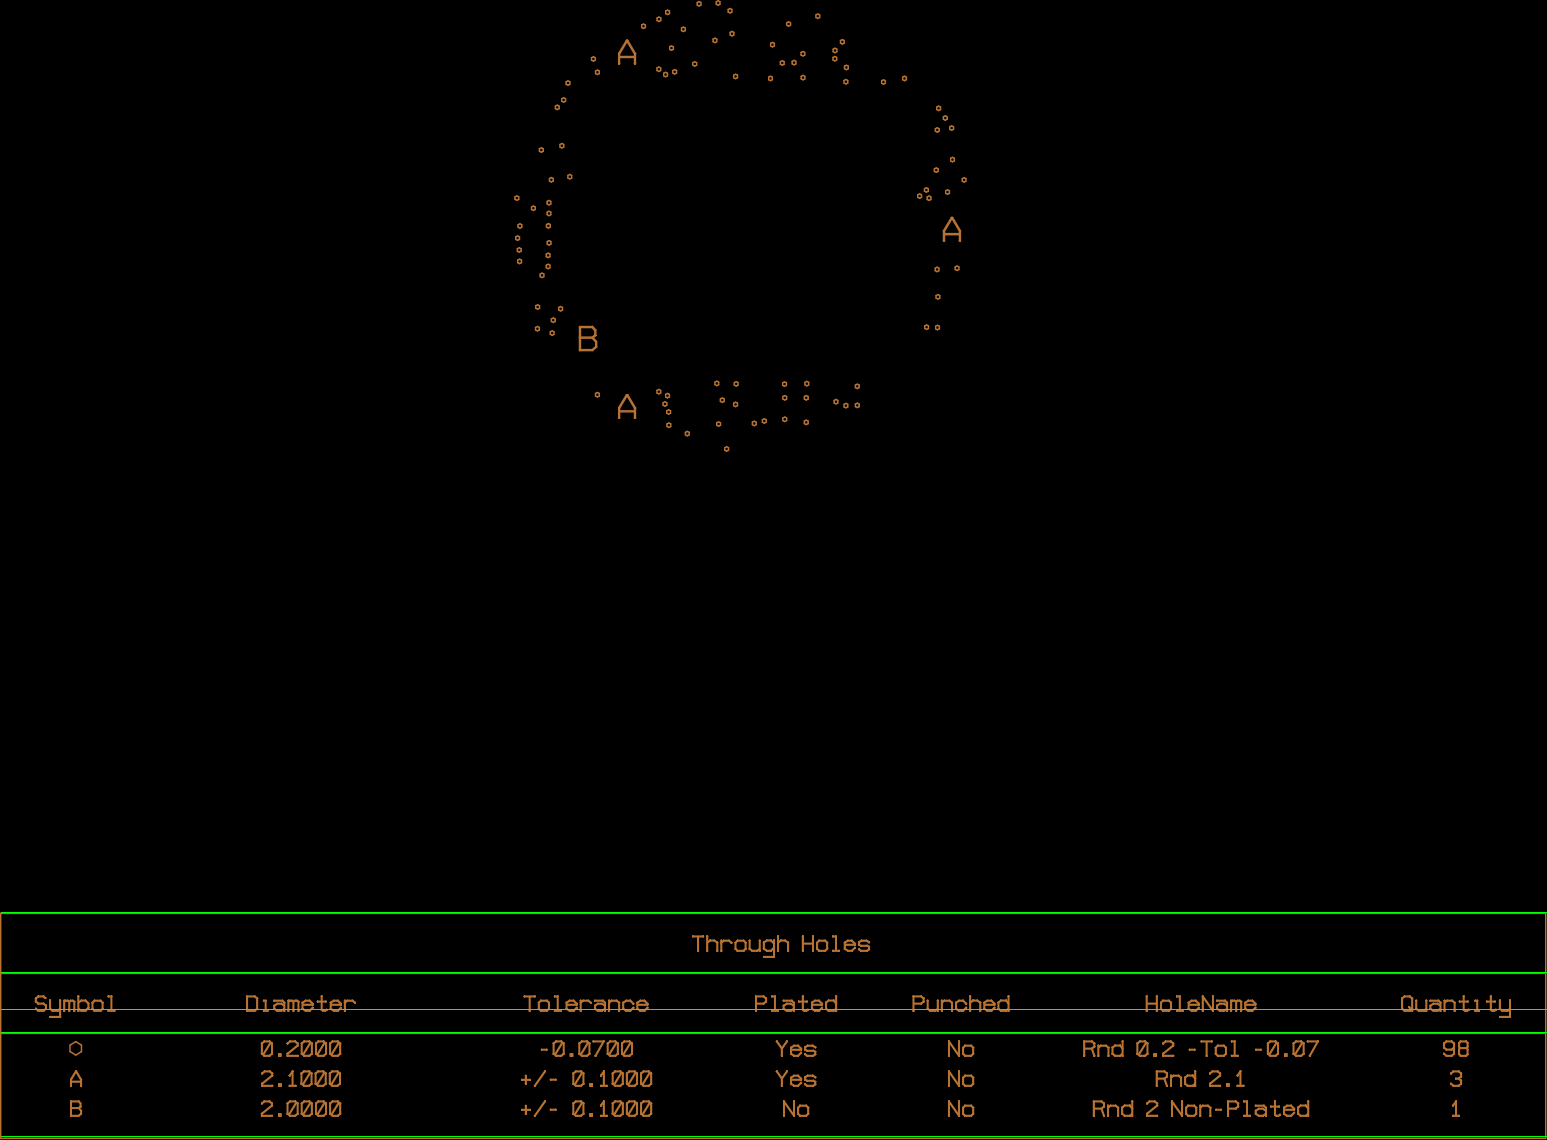 A
A
B
A
Through Holes
Symbol Diameter Tolerance Plated Punched HoleName Quantity
0.2000 -0.0700 Yes No Rnd 0.2 -Tol -0.07 98
A 2.1000 +/- 0.1000 Yes No Rnd 2.1 3
B 2.0000 +/- 0.1000 No No Rnd 2 Non-Plated 1